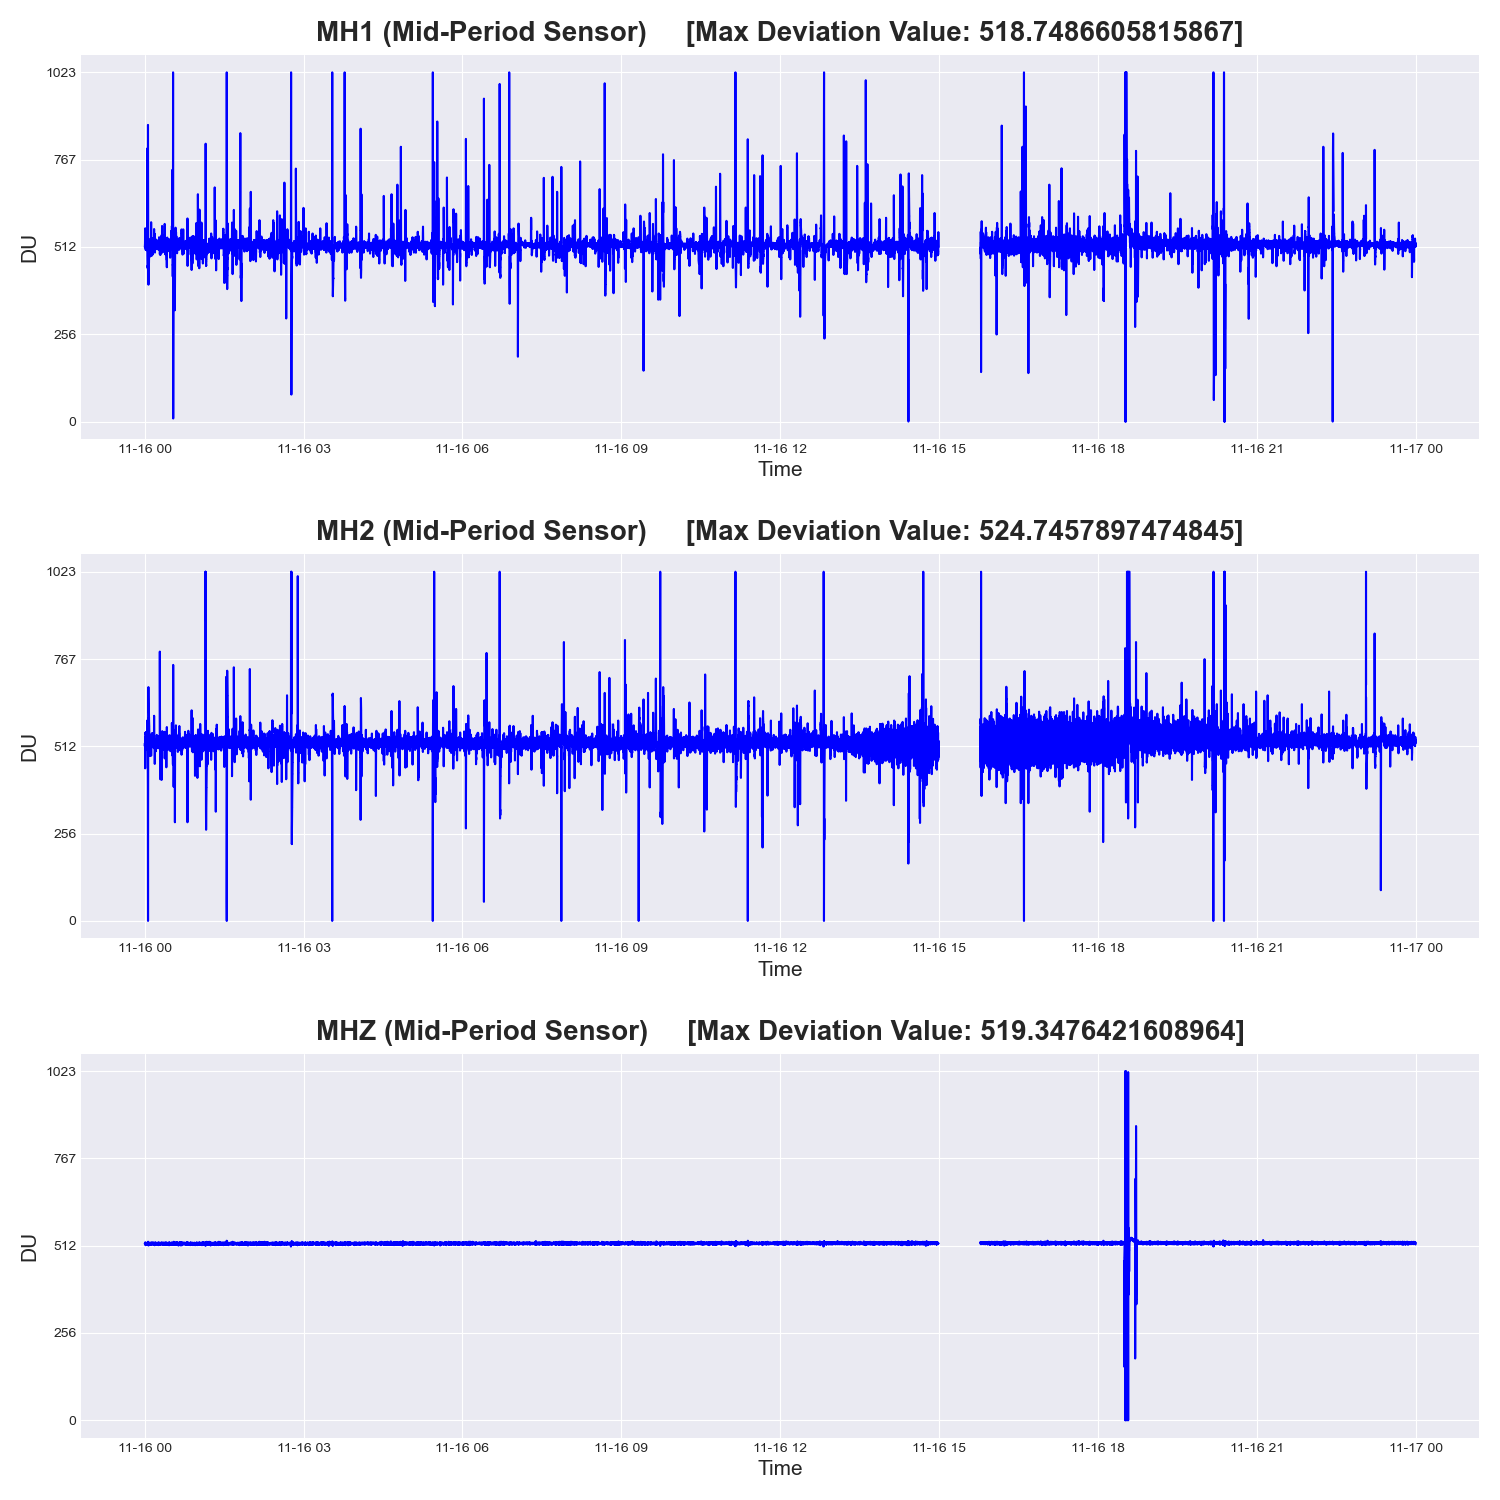 MH1 (Mid-Period Sensor) [Max Deviation Value: 518.7486605815867]
1023
767
512
256
0
DU
11-16 00 11-16 03 11-16 06 11-16 09 11-16 12 11-16 15 11-16 18 11-16 21 11-17 00
Time
MH2 (Mid-Period Sensor) [Max Deviation Value: 524.7457897474845]
1023
767
512
256
0
DU
11-16 00 11-16 03 11-16 06 11-16 09 11-16 12 11-16 15 11-16 18 11-16 21 11-17 00
Time
MHZ (Mid-Period Sensor) [Max Deviation Value: 519.3476421608964]
1023
767
512
256
0
DU
11-16 00 11-16 03 11-16 06 11-16 09 11-16 12 11-16 15 11-16 18 11-16 21 11-17 00
Time